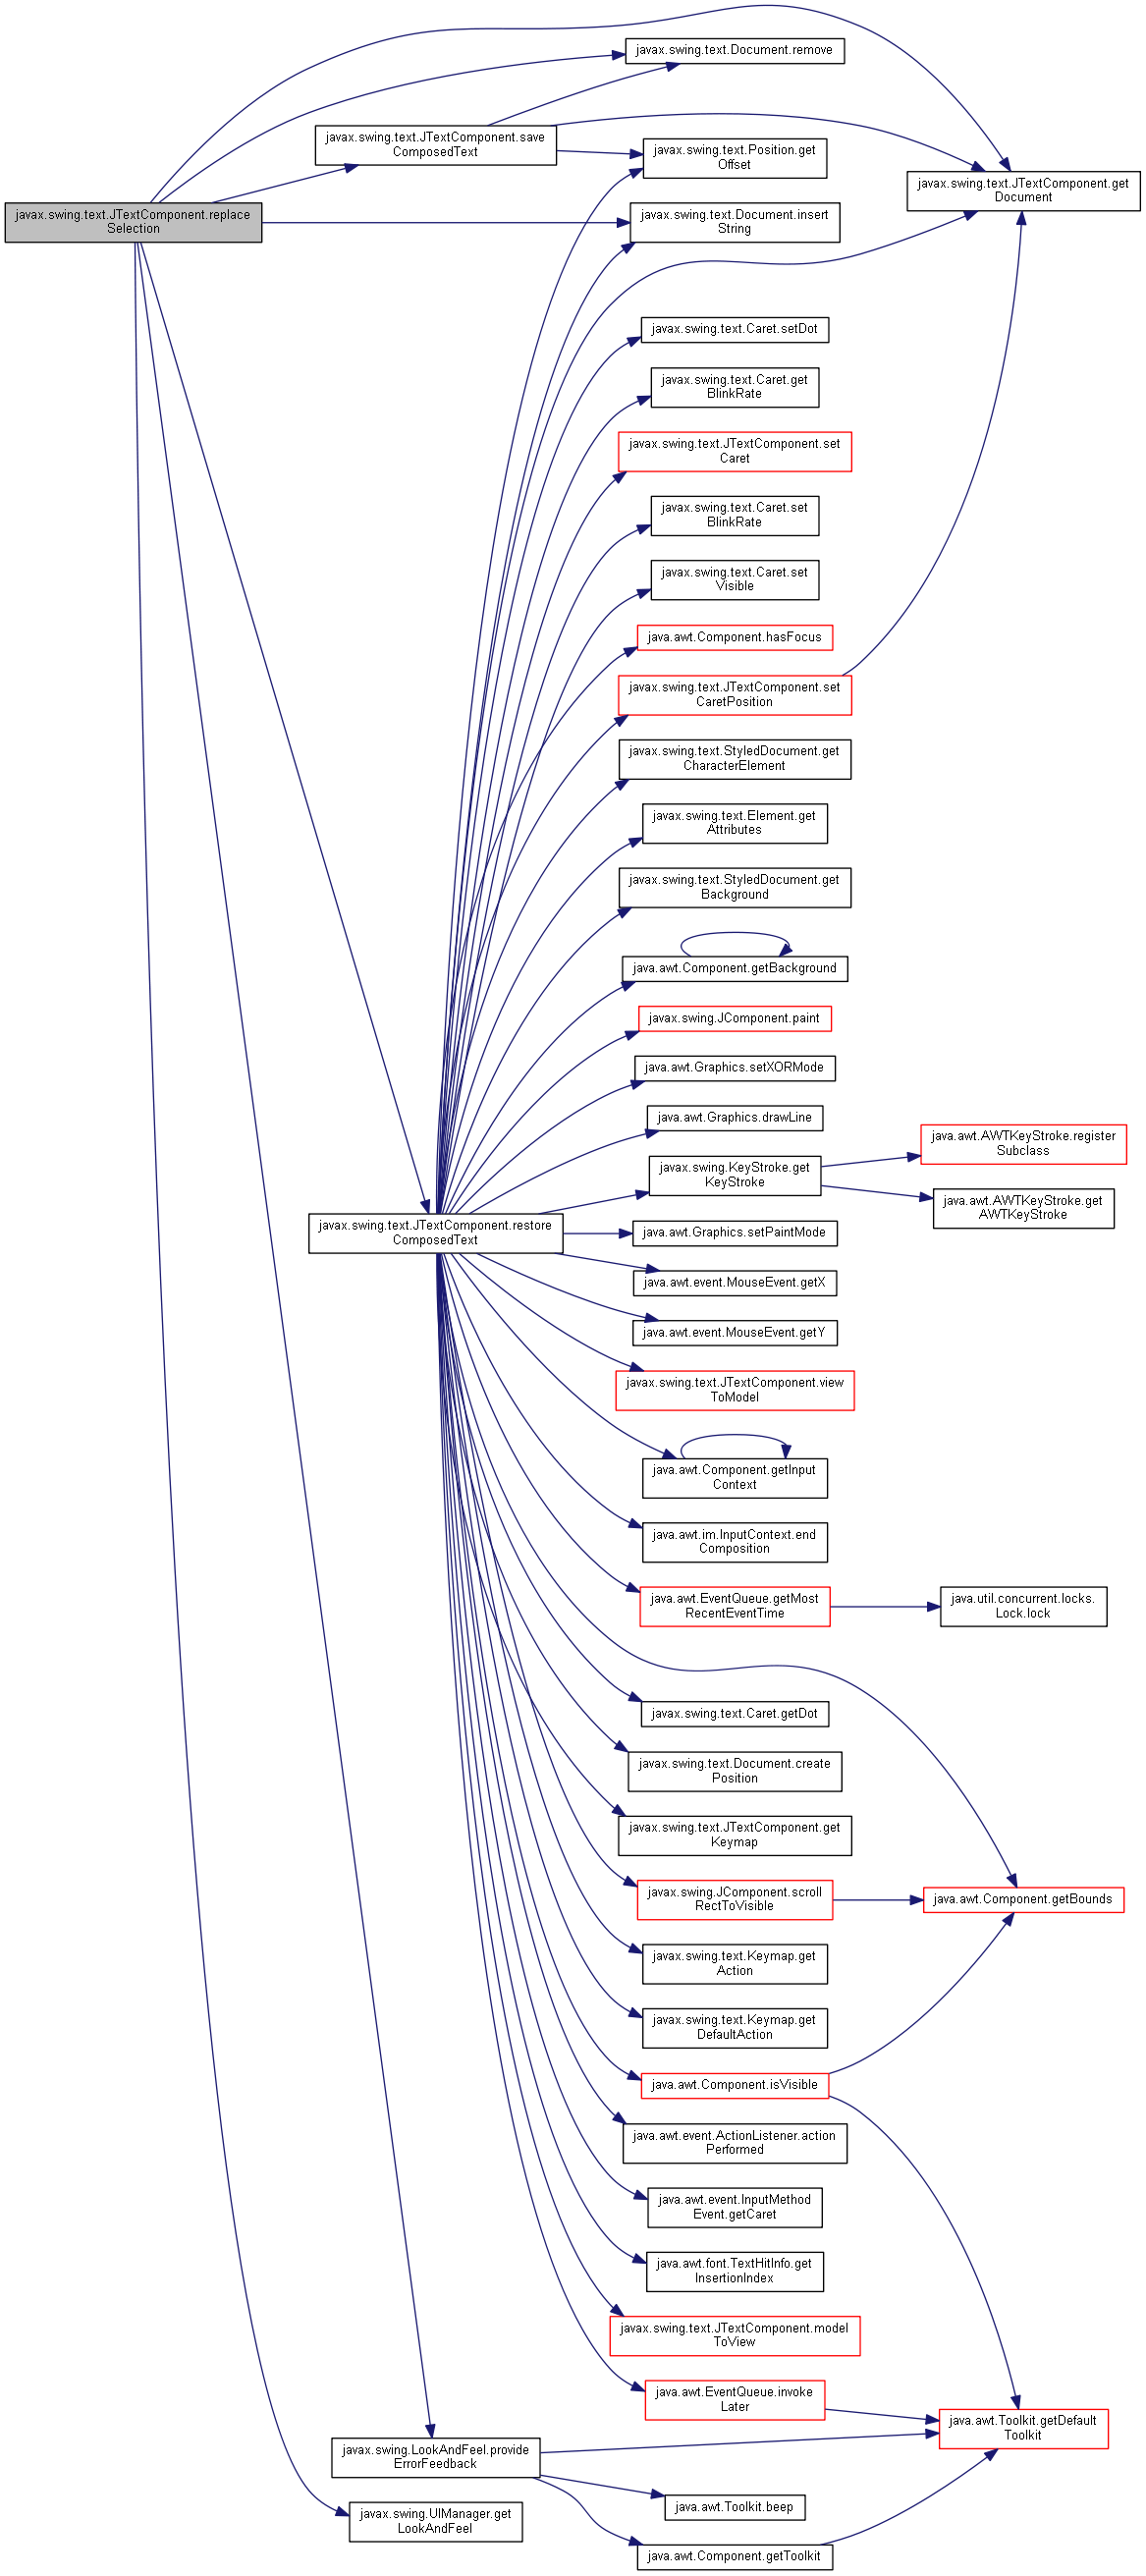 javax.swing.text.Document.remove
javax.swing.text.JTextComponent.save
ComposedText
javax.swing.text.Position.get
Offset
javax.swing.text.JTextComponent.get
Document
javax.swing.text.JTextComponent.replace
Selection
javax.swing.text.Document.insert
String
javax.swing.text.Caret.setDot
javax.swing.text.Caret.get
BlinkRate
javax.swing.text.JTextComponent.set
Caret
javax.swing.text.Caret.set
BlinkRate
javax.swing.text.Caret.set
Visible
java.awt.Component.hasFocus
javax.swing.text.JTextComponent.set
CaretPosition
javax.swing.text.StyledDocument.get
CharacterElement
javax.swing.text.Element.get
Attributes
javax.swing.text.StyledDocument.get
Background
java.awt.Component.getBackground
javax.swing.JComponent.paint
java.awt.Graphics.setXORMode
java.awt.Graphics.drawLine
java.awt.AWTKeyStroke.register
Subclass
javax.swing.KeyStroke.get
KeyStroke
java.awt.AWTKeyStroke.get
AWTKeyStroke
javax.swing.text.JTextComponent.restore
ComposedText
java.awt.Graphics.setPaintMode
java.awt.event.MouseEvent.getX
java.awt.event.MouseEvent.getY
javax.swing.text.JTextComponent.view
ToModel
java.awt.Component.getInput
Context
java.awt.im.InputContext.end
Composition
java.awt.EventQueue.getMost
RecentEventTime
java.util.concurrent.locks.
Lock.lock
javax.swing.text.Caret.getDot
javax.swing.text.Document.create
Position
javax.swing.text.JTextComponent.get
Keymap
javax.swing.JComponent.scroll
RectToVisible
java.awt.Component.getBounds
javax.swing.text.Keymap.get
Action
javax.swing.text.Keymap.get
DefaultAction
java.awt.Component.isVisible
java.awt.event.ActionListener.action
Performed
java.awt.event.InputMethod
Event.getCaret
java.awt.font.TextHitInfo.get
InsertionIndex
javax.swing.text.JTextComponent.model
ToView
java.awt.EventQueue.invoke
Later
java.awt.Toolkit.getDefault
Toolkit
javax.swing.LookAndFeel.provide
ErrorFeedback
java.awt.Toolkit.beep
javax.swing.UIManager.get
LookAndFeel
java.awt.Component.getToolkit